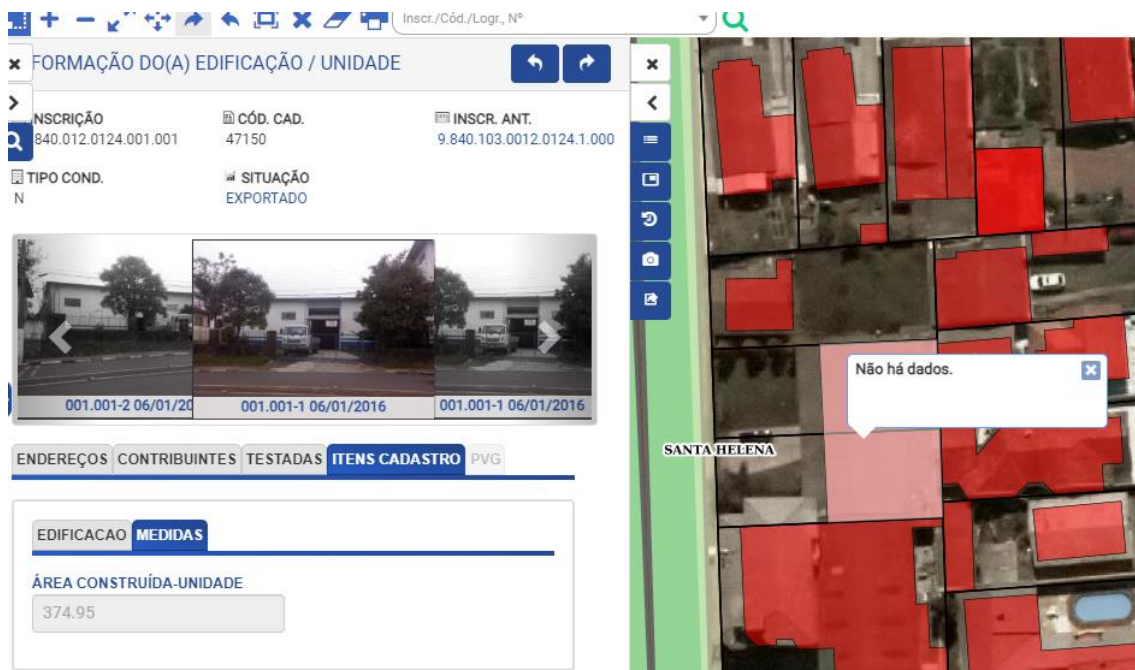 Inscr./Cód./Logr., Nº
FORMAÇÃO DO(A) EDIFICAÇÃO / UNIDADE
NSCRIÇÃO
CÓD. CAD.
INSCR. ANT.
840.012.0124.001.001
47150
9.840.103.0012.0124.1.000
TIPO COND.
SITUAÇÃO
N
EXPORTADO
001.001-2 06/01/20
001.001-1 06/01/2016
001.001-1 06/01/2016
ENDEREÇOS
CONTRIBUINTES
TESTADAS
ITENS CADASTRO
PVG
EDIFICACAO
MEDIDAS
ÁREA CONSTRUÍDA-UNIDADE
374.95
Não há dados.
SANTA HELENA